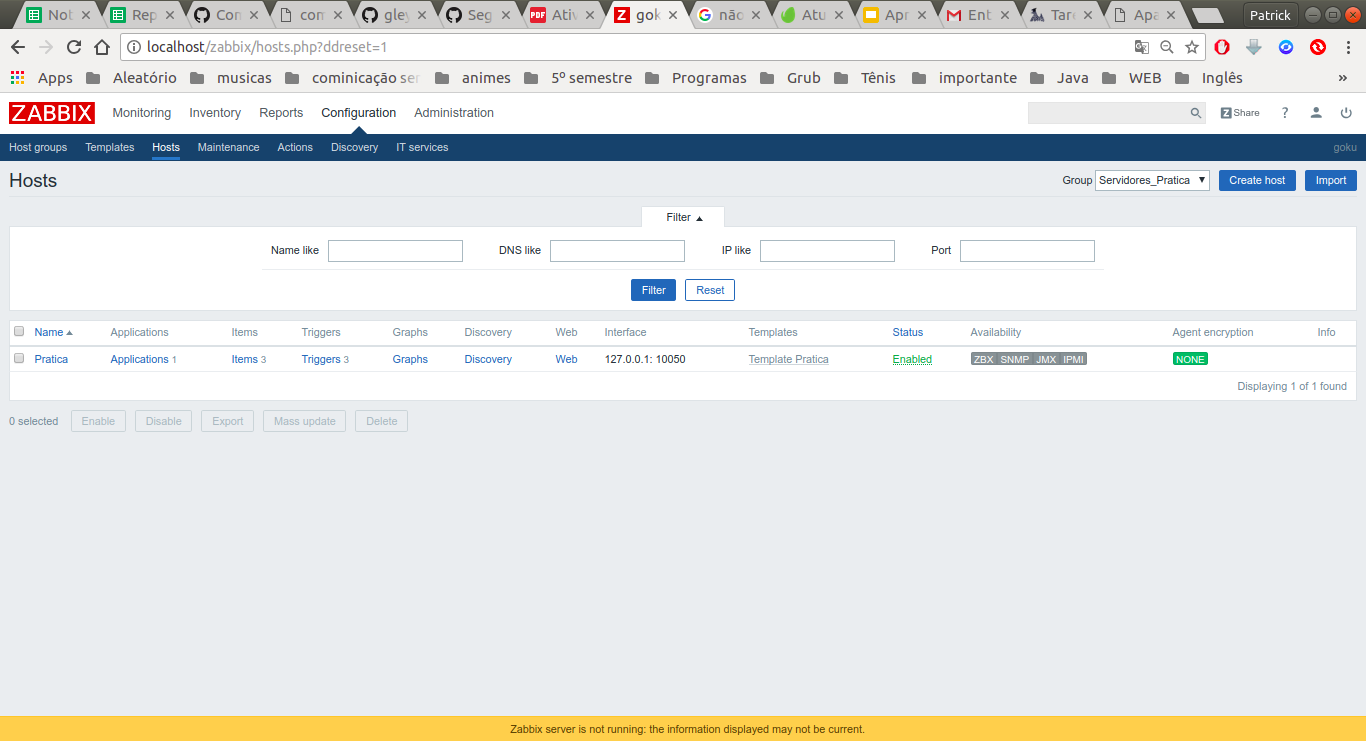 Not Rep Con com gley Seg Ativ gok não Atu Apr Ent Tare Apa Patrick
localhost/zabbix/hosts.php?ddreset=1
Apps Aleatório musicas cominicação ser animes 5º semestre Programas Grub Tênis importante Java WEB Inglês »
ZABBIX Monitoring Inventory Reports Configuration Administration Z Share ?
Host groups Templates Hosts Maintenance Actions Discovery IT services goku
Hosts Group Servidores_Pratica Create host Import
Filter
Name like DNS like IP like Port
Filter Reset
Name Applications Items Triggers Graphs Discovery Web Interface Templates Status Availability Agent encryption Info
Pratica Applications 1 Items 3 Triggers 3 Graphs Discovery Web 127.0.0.1: 10050 Template Pratica Enabled ZBX SNMP JMX IPMI NONE
Displaying 1 of 1 found
0 selected Enable Disable Export Mass update Delete
Zabbix server is not running: the information displayed may not be current.